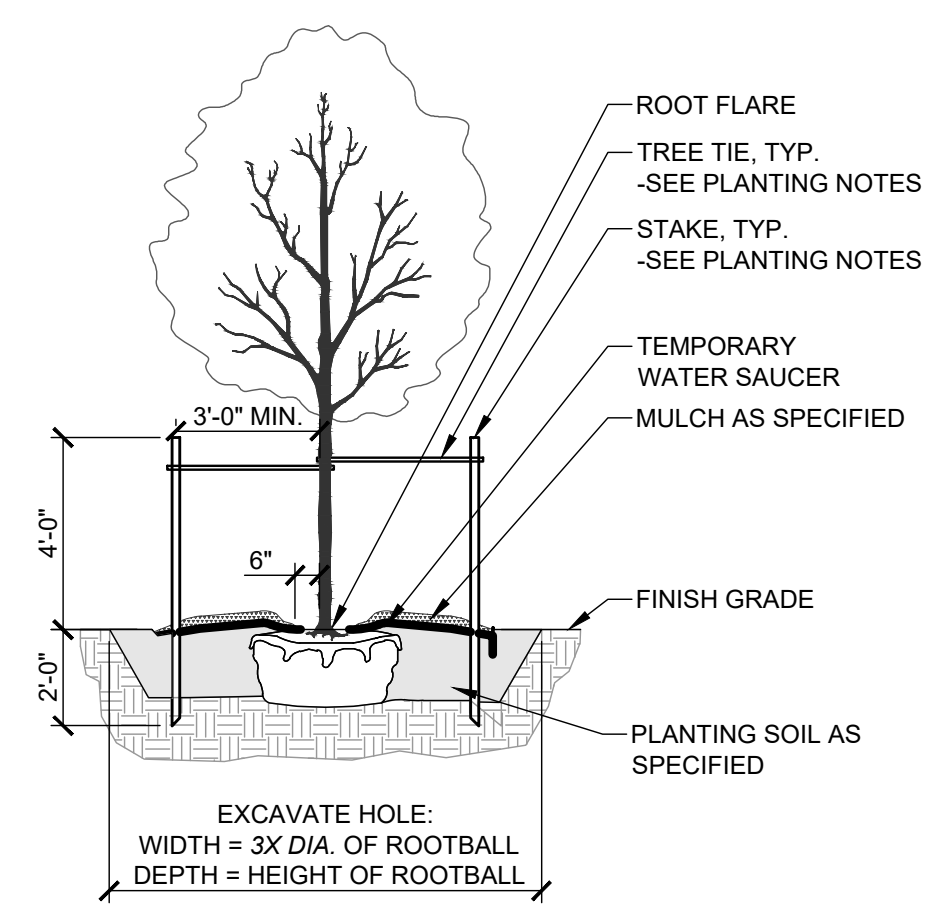 ROOT FLARE
TREE TIE, TYP.
-SEE PLANTING NOTES
STAKE, TYP.
-SEE PLANTING NOTES
TEMPORARY
WATER SAUCER
MULCH AS SPECIFIED
3'-0" MIN.
4'-0"
6"
FINISH GRADE
2'-0"
PLANTING SOIL AS
SPECIFIED
EXCAVATE HOLE:
WIDTH = 3X DIA. OF ROOTBALL
DEPTH = HEIGHT OF ROOTBALL